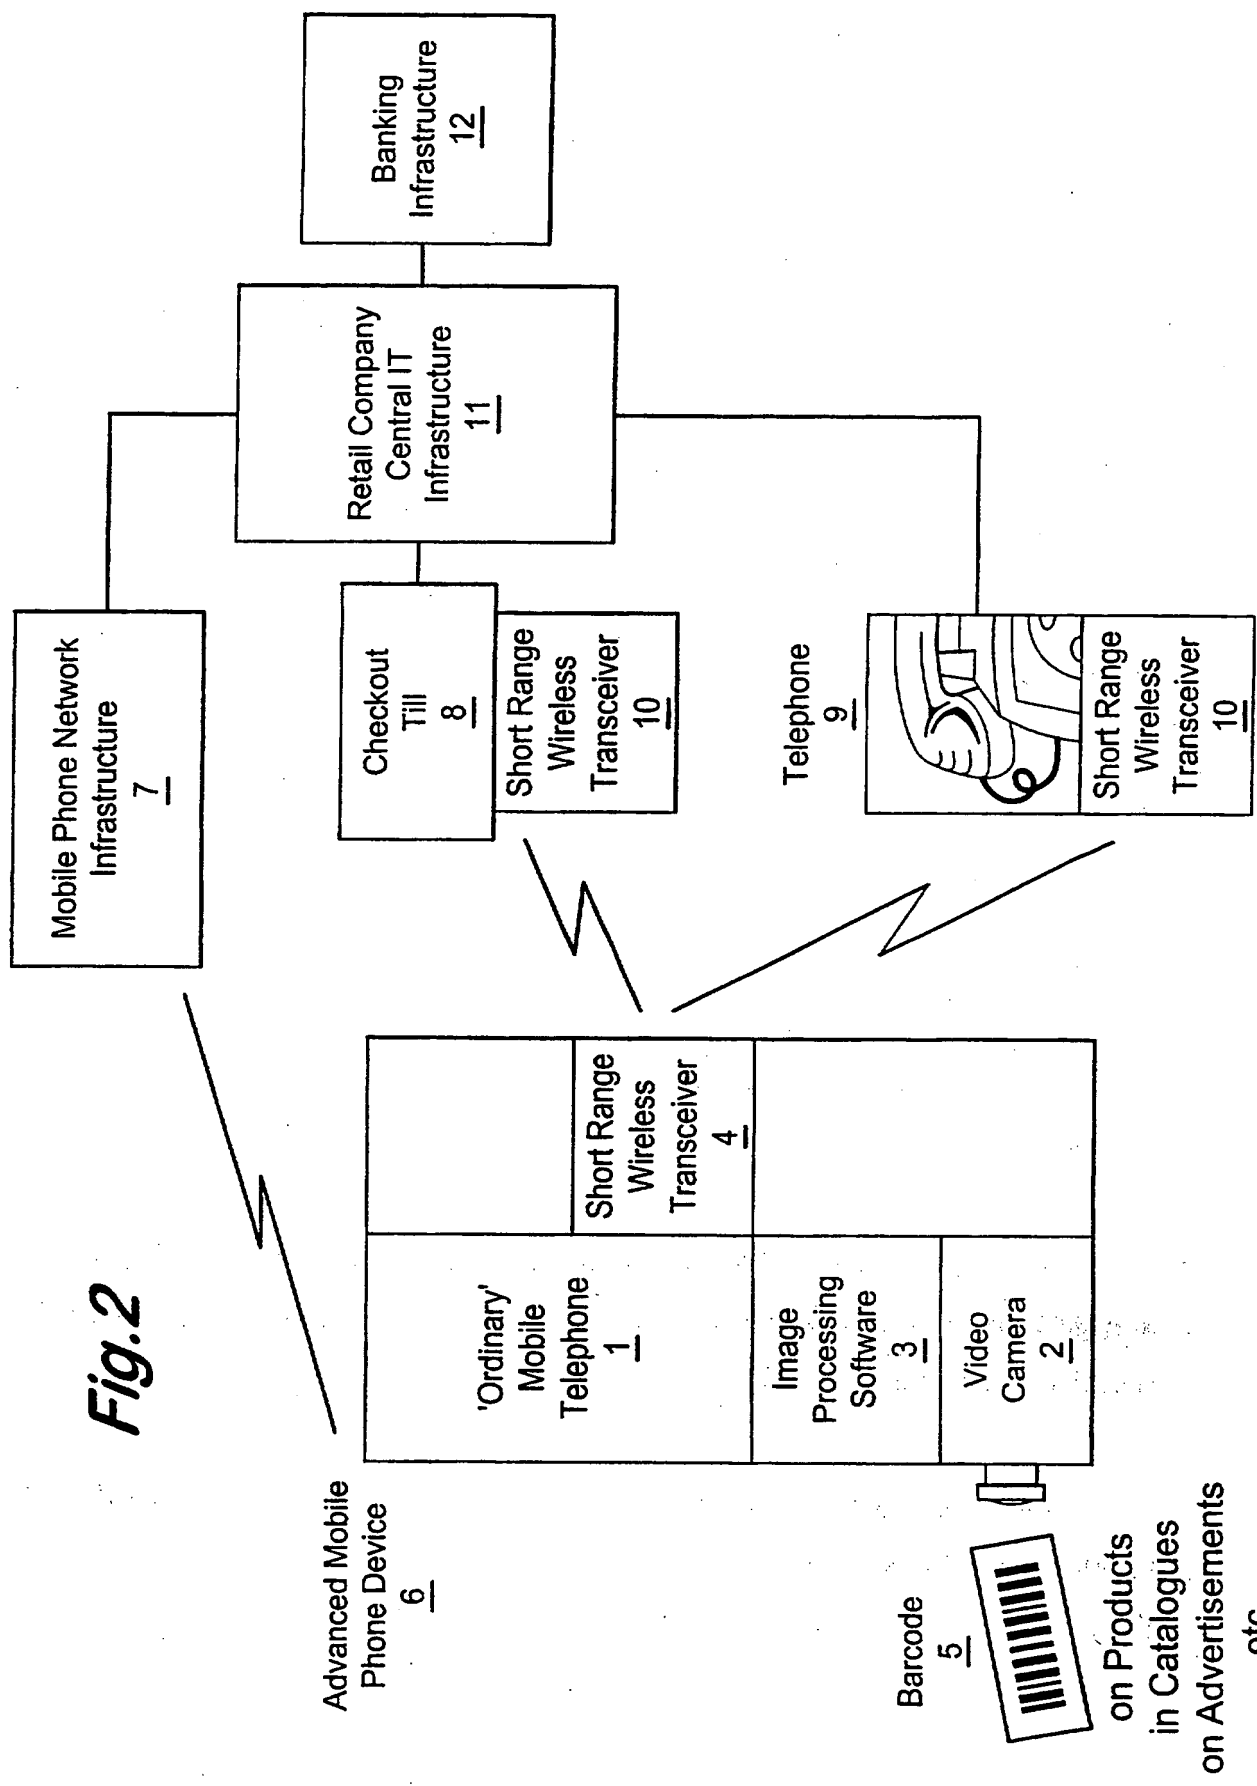 Fig.2
Mobile Phone Network
Infrastructure
7
Advanced Mobile
Phone Device
6
'Ordinary'
Mobile
Telephone
1
Short Range
Wireless
Transceiver
4
Image
Processing
Software
3
Video
Camera
2
Barcode
5
on Products
in Catalogues
on Advertisements
etc
Checkout
Till
8
Short Range
Wireless
Transceiver
10
Telephone
9
Short Range
Wireless
Transceiver
10
Retail Company
Central IT
Infrastructure
11
Banking
Infrastructure
12